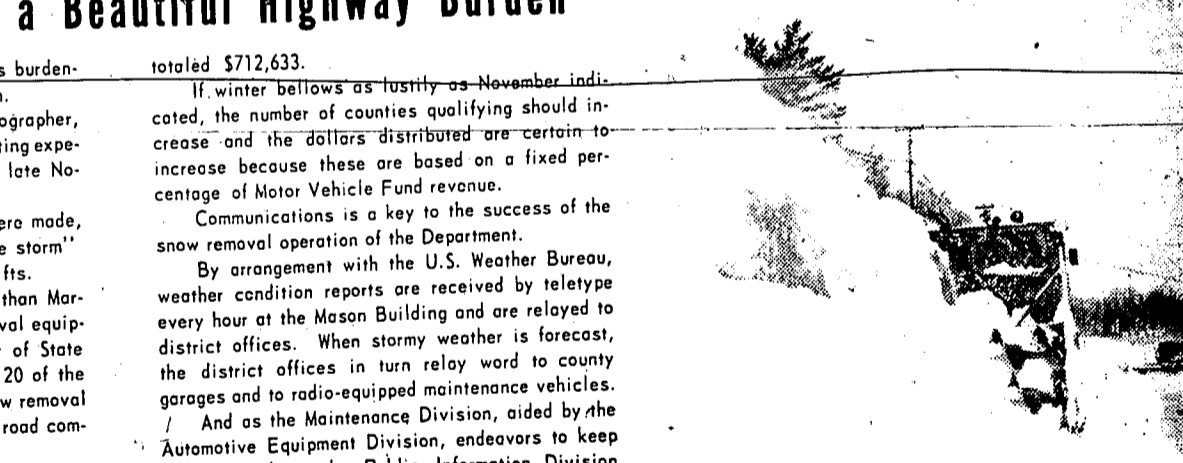 a Beautiful Highway Burden
s burden-
n.
ographer,
ting expe-
late No-
ere made,
e storm"
fts.
than Mar-
val equip-
of State
20 of the
w removal
road com-
totaled $712,633.
If winter bellows as lustily as November indi-
cated, the number of counties qualifying should in-
crease and the dollars distributed are certain to
increase because these are based on a fixed per-
centage of Motor Vehicle Fund revenue.
Communications is a key to the success of the
snow removal operation of the Department.
By arrangement with the U.S. Weather Bureau,
weather condition reports are received by teletype
every hour at the Mason Building and are relayed to
district offices. When stormy weather is forecast,
the district offices in turn relay word to county
garages and to radio-equipped maintenance vehicles.
And as the Maintenance Division, aided by the
Automotive Equipment Division, endeavors to keep
Public Information Division